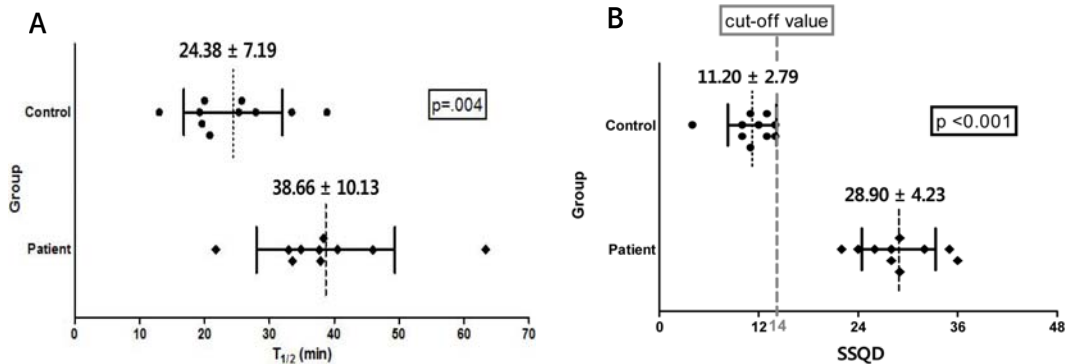 A
24.38 ± 7.19
Control
p=.004
Group
38.66 ± 10.13
Patient
0 10 20 30 40 50 60 70
T1/2 (min)
B
cut-off value
11.20 ± 2.79
Control
p <0.001
Group
28.90 ± 4.23
Patient
0 12 14 24 36 48
SSQD